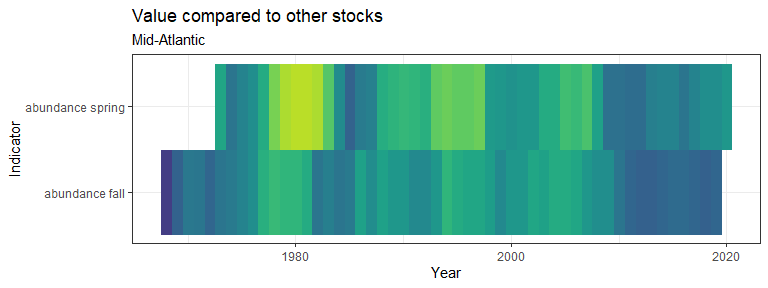 Value compared to other stocks
Mid-Atlantic
Indicator
abundance spring
abundance fall
1980
2000
2020
Year